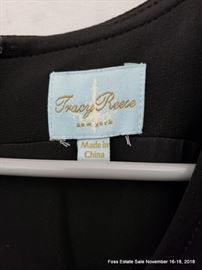 Tracy Reese
new york
Made in
China
Foss Estate Sale November 16-18, 2018